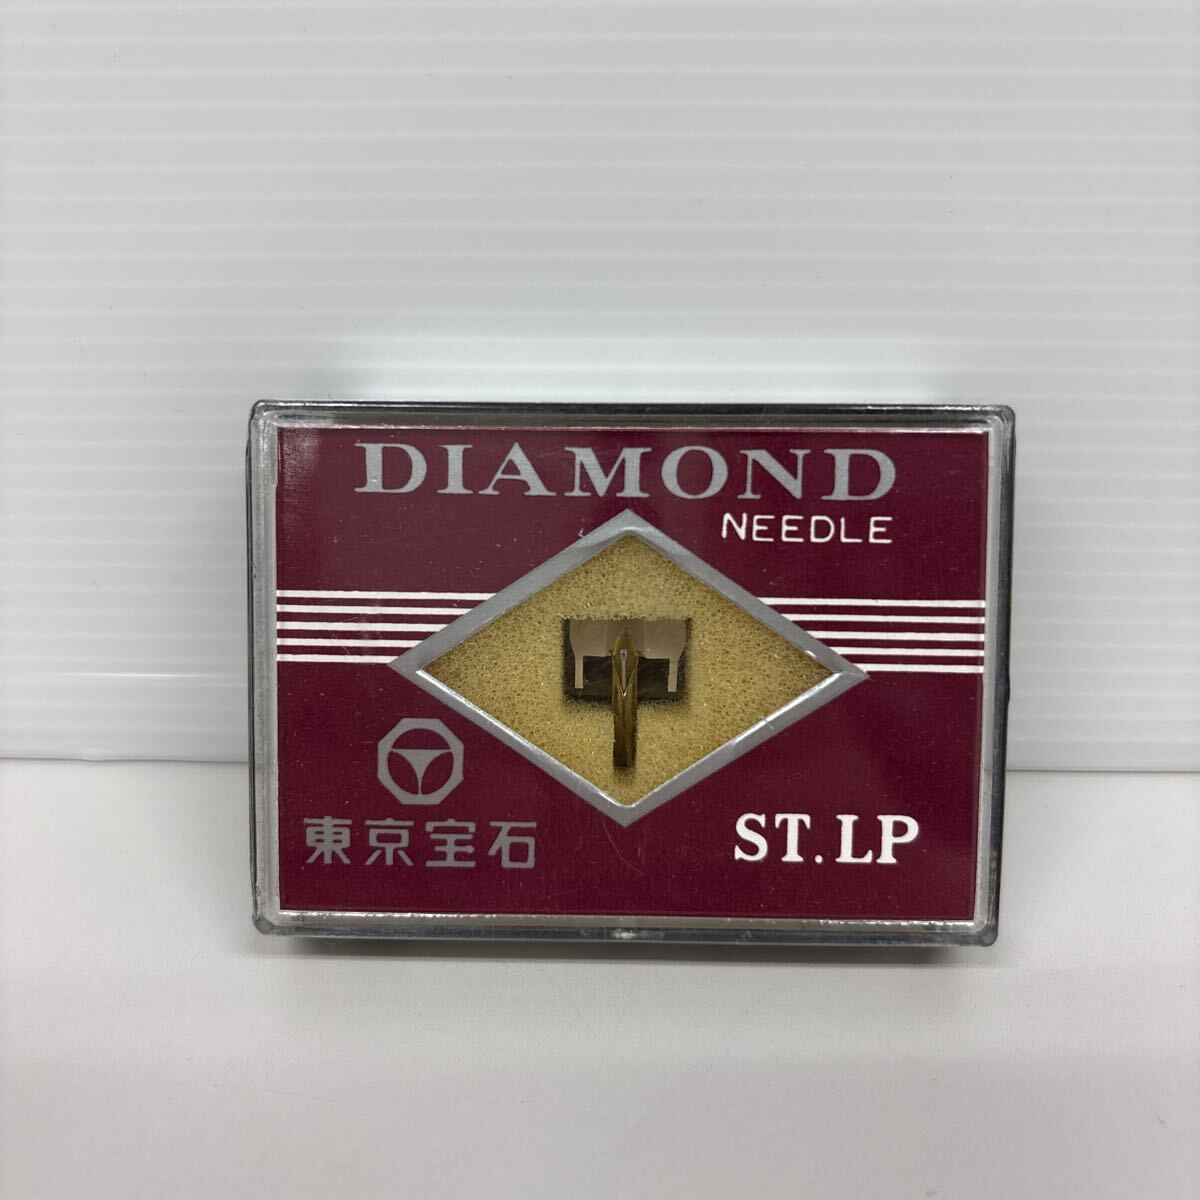 DIAMOND
NEEDLE
東京宝石
ST.LP